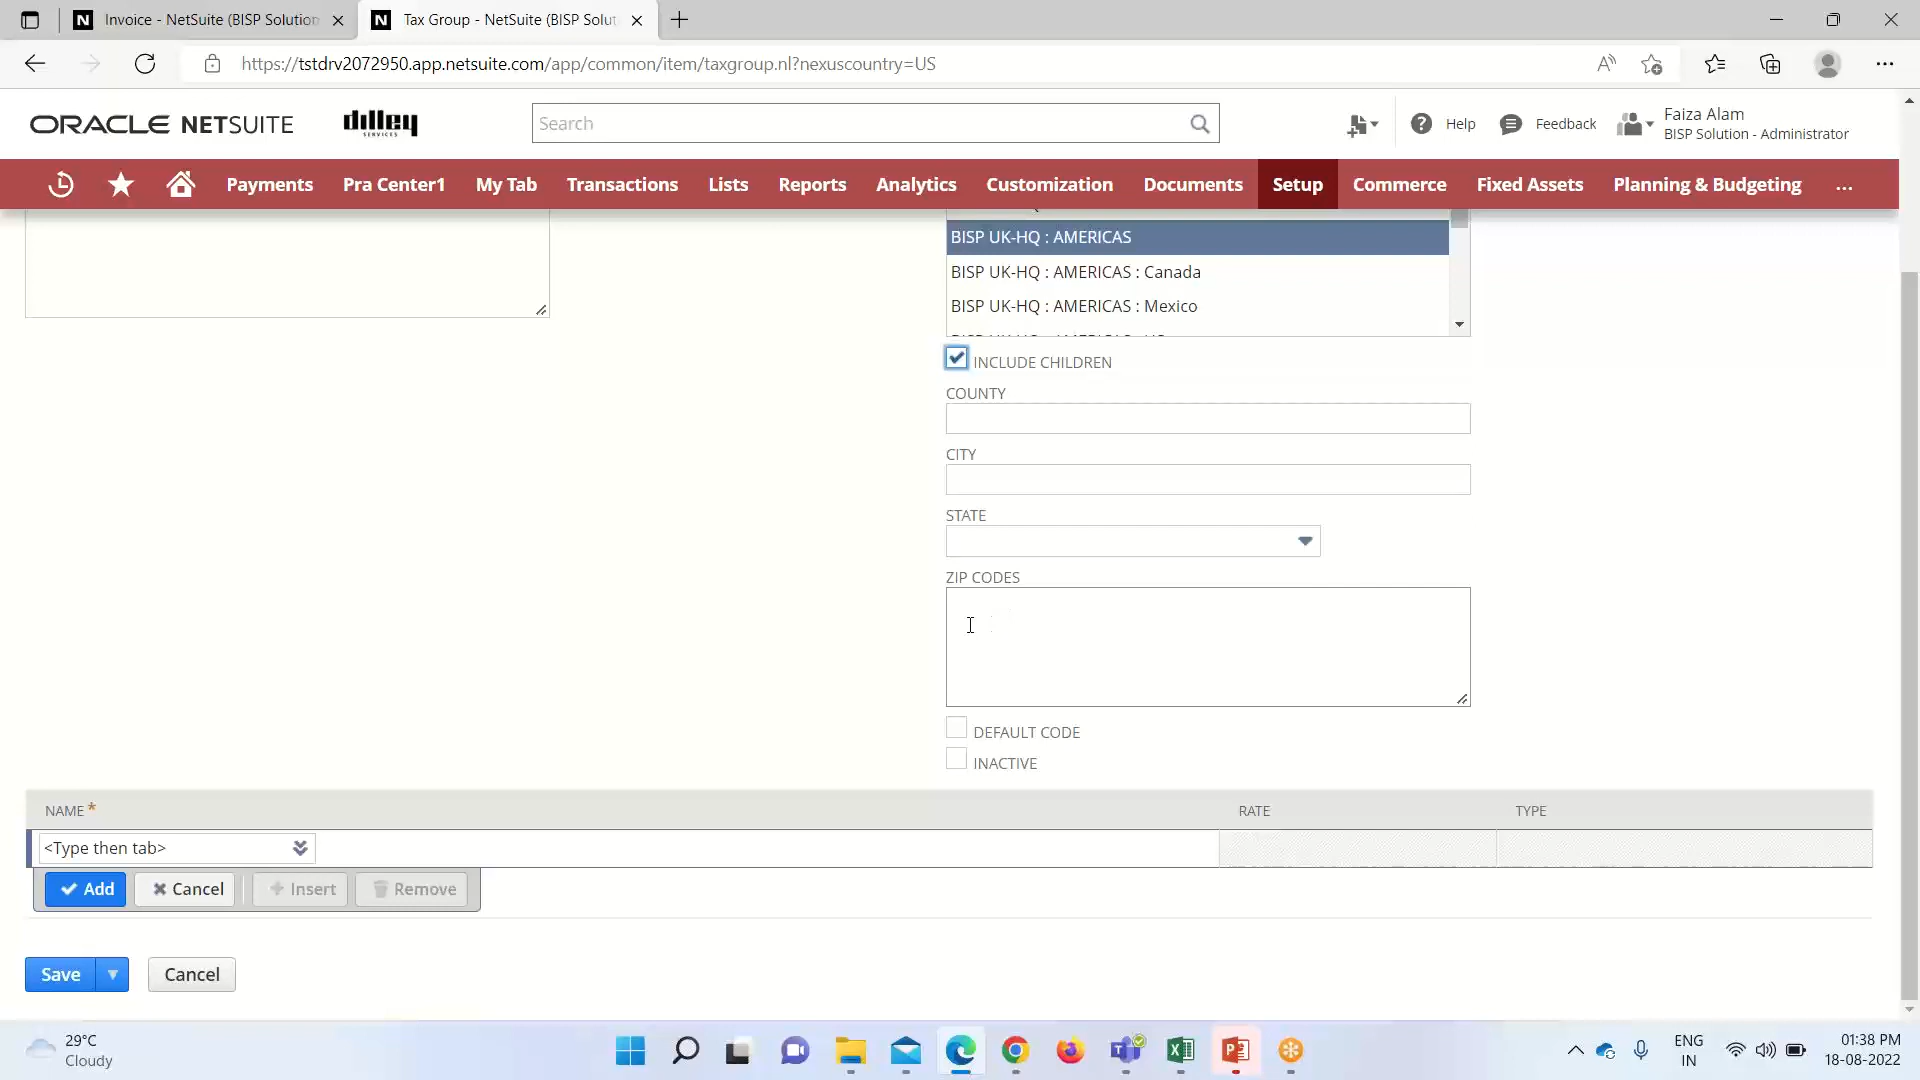 Invoice - NetSuite (BISP Solution
Tax Group - NetSuite (BISP Solut
https://tstdrv2072950.app.netsuite.com/app/common/item/taxgroup.nl?nexuscountry=US
ORACLE NETSUITE
dilley
SERVICES
Search
Help
Feedback
Faiza Alam
BISP Solution - Administrator
Payments
Pra Center1
My Tab
Transactions
Lists
Reports
Analytics
Customization
Documents
Setup
Commerce
Fixed Assets
Planning & Budgeting
...
BISP UK-HQ : AMERICAS
BISP UK-HQ : AMERICAS : Canada
BISP UK-HQ : AMERICAS : Mexico
INCLUDE CHILDREN
COUNTY
CITY
STATE
ZIP CODES
DEFAULT CODE
INACTIVE
NAME *
RATE
TYPE
<Type then tab>
Add
Cancel
Insert
Remove
Save
Cancel
29°C
Cloudy
ENG
IN
01:38 PM
18-08-2022